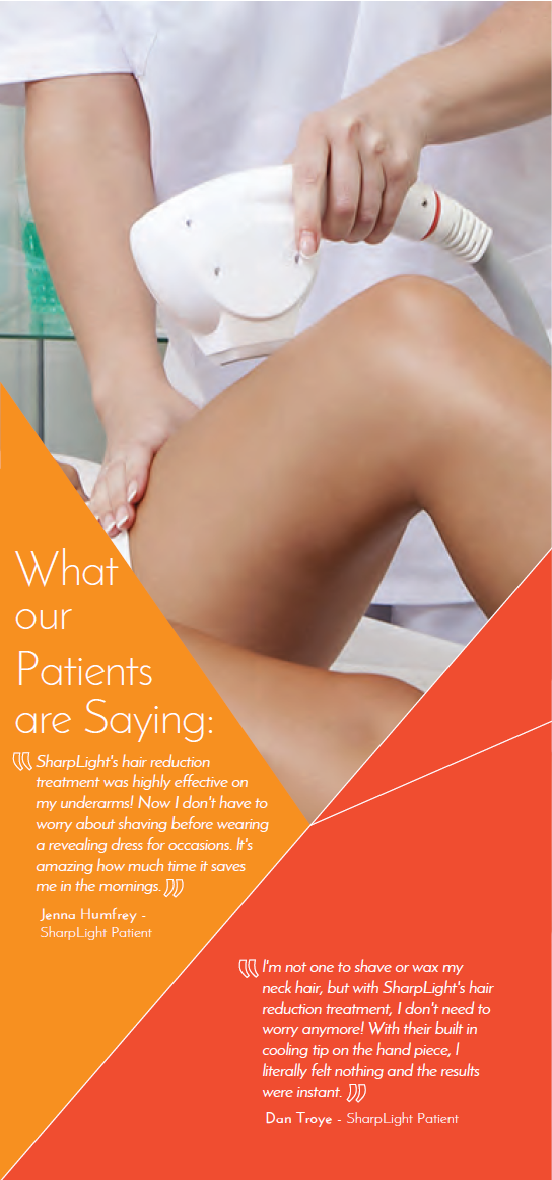 What
our
Patients
are Saying:
SharpLight's hair reduction
treatment was highly effective on
my underarms! Now I don't have to
worry about shaving before wearing
a revealing dress for occasions. It's
amazing how much time it saves
me in the mornings.
Jenna Humfrey -
SharpLight Patient
I'm not one to shave or wax my
neck hair, but with SharpLight's hair
reduction treatment, I don't need to
worry anymore! With their built in
cooling tip on the hand piece, I
literally felt nothing and the results
were instant.
Dan Troye - SharpLight Patient